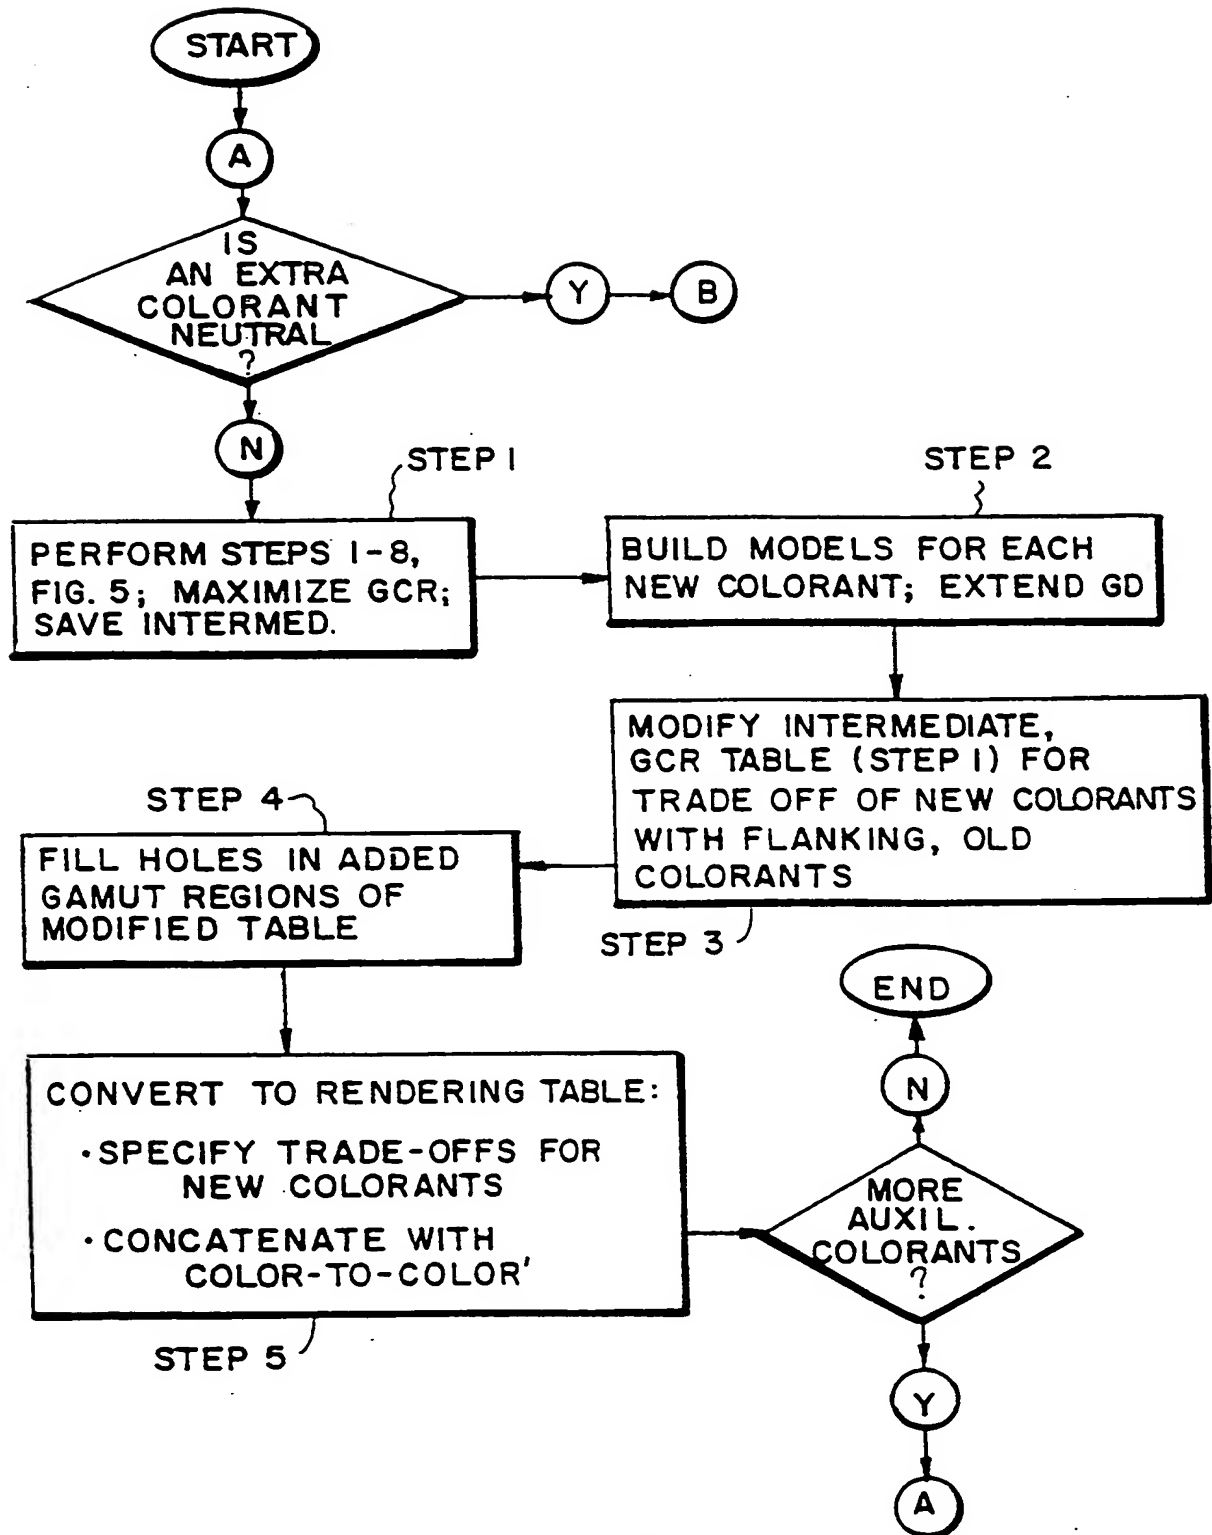 START
A
IS
AN EXTRA
COLORANT
NEUTRAL
?
Y
B
N
STEP 1
PERFORM STEPS 1-8,
FIG. 5; MAXIMIZE GCR;
SAVE INTERMED.
STEP 2
BUILD MODELS FOR EACH
NEW COLORANT; EXTEND GD
MODIFY INTERMEDIATE,
GCR TABLE (STEP 1) FOR
TRADE OFF OF NEW COLORANTS
WITH FLANKING, OLD
COLORANTS
STEP 3
STEP 4
FILL HOLES IN ADDED
GAMUT REGIONS OF
MODIFIED TABLE
CONVERT TO RENDERING TABLE:
•SPECIFY TRADE-OFFS FOR
NEW COLORANTS
•CONCATENATE WITH
COLOR-TO-COLOR'
STEP 5
END
N
MORE
AUXIL.
COLORANTS
?
Y
A